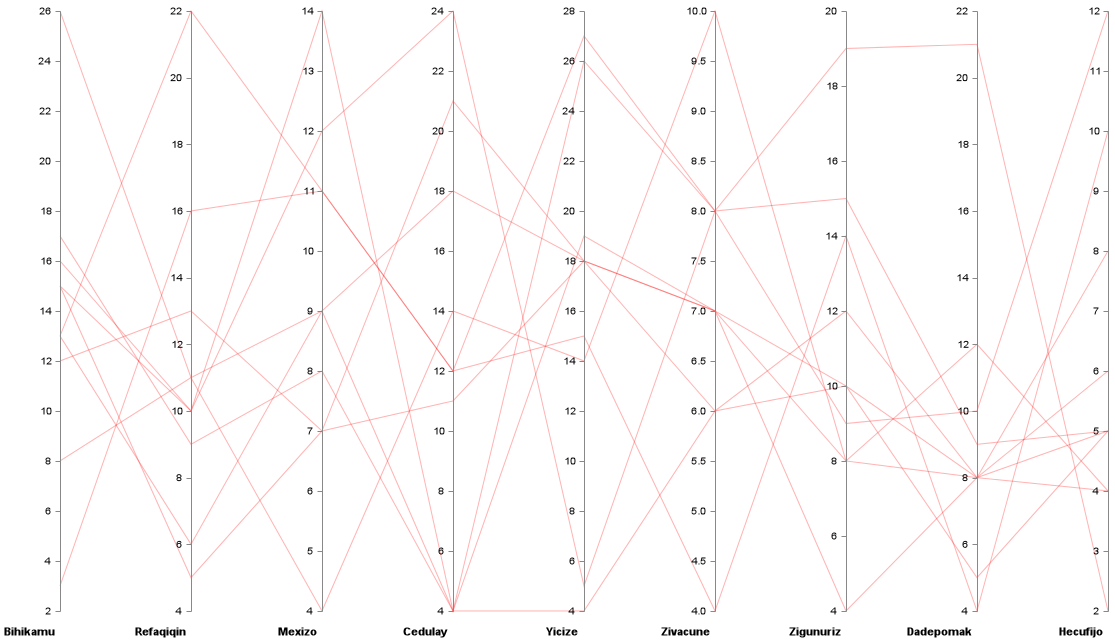 26 24 22 20 18 16 14 12 10 8 6 4 2
22 20 18 16 14 12 10 8 6 4
14 13 12 11 10 9 8 7 6 5 4
24 22 20 18 16 14 12 10 8 6 4
28 26 24 22 20 18 16 14 12 10 8 6 4
10.0 9.5 9.0 8.5 8.0 7.5 7.0 6.5 6.0 5.5 5.0 4.5 4.0
20 18 16 14 12 10 8 6 4
22 20 18 16 14 12 10 8 6 4
12 11 10 9 8 7 6 5 4 3 2
Bihikamu Refaqiqin Mexizo Cedulay Yicize Zivacune Zigunuriz Dadepomak Hecufijo